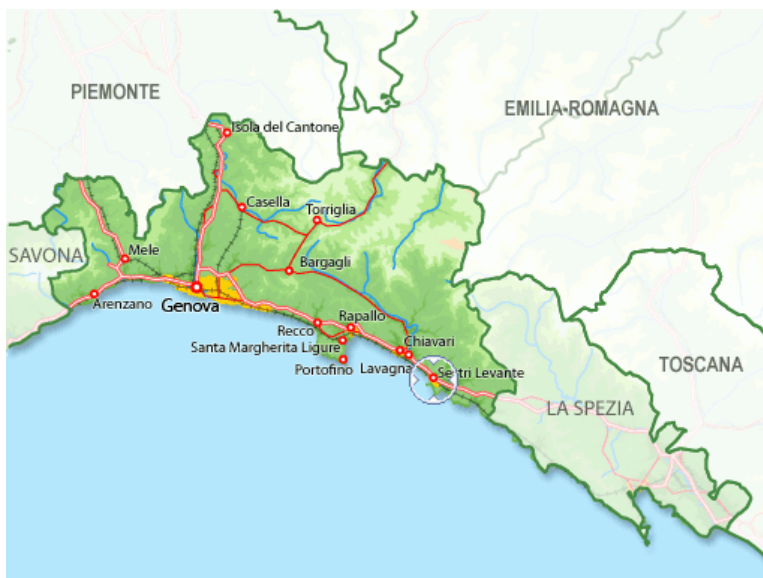 PIEMONTE
EMILIA-ROMAGNA
Isola del Cantone
Casella
Torriglia
SAVONA
Mele
Bargagli
Arenzano
Genova
Recco
Rapallo
Santa Margherita Ligure
Chiavari
Portofino
Lavagna
Sestri Levante
TOSCANA
LA SPEZIA